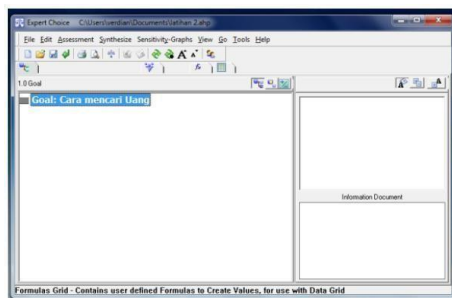 Expert Choice C:\Users\verdian\Documents\latihan 2.ahp
File Edit Assessment Synthesize Sensitivity-Graphs View Go Tools Help
1.0 Goal
Goal: Cara mencari Uang
Information Document
Formulas Grid - Contains user defined Formulas to Create Values, for use with Data Grid